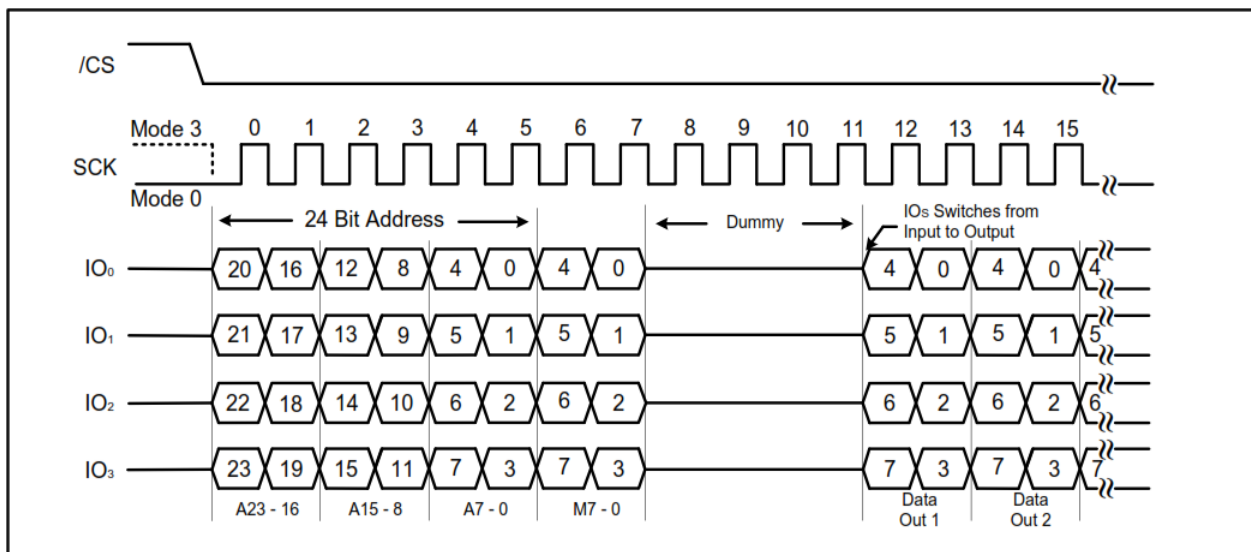 /CS
Mode 3 0 1 2 3 4 5 6 7 8 9 10 11 12 13 14 15
SCK
Mode 0
24 Bit Address Dummy IOs Switches from
Input to Output
IO₀ 20 16 12 8 4 0 4 0 4 0 4 0 4
IO₁ 21 17 13 9 5 1 5 1 5 1 5 1 5
IO₂ 22 18 14 10 6 2 6 2 6 2 6 2 6
IO₃ 23 19 15 11 7 3 7 3 7 3 7 3 7
A23 - 16 A15 - 8 A7 - 0 M7 - 0 Data Data
Out 1 Out 2